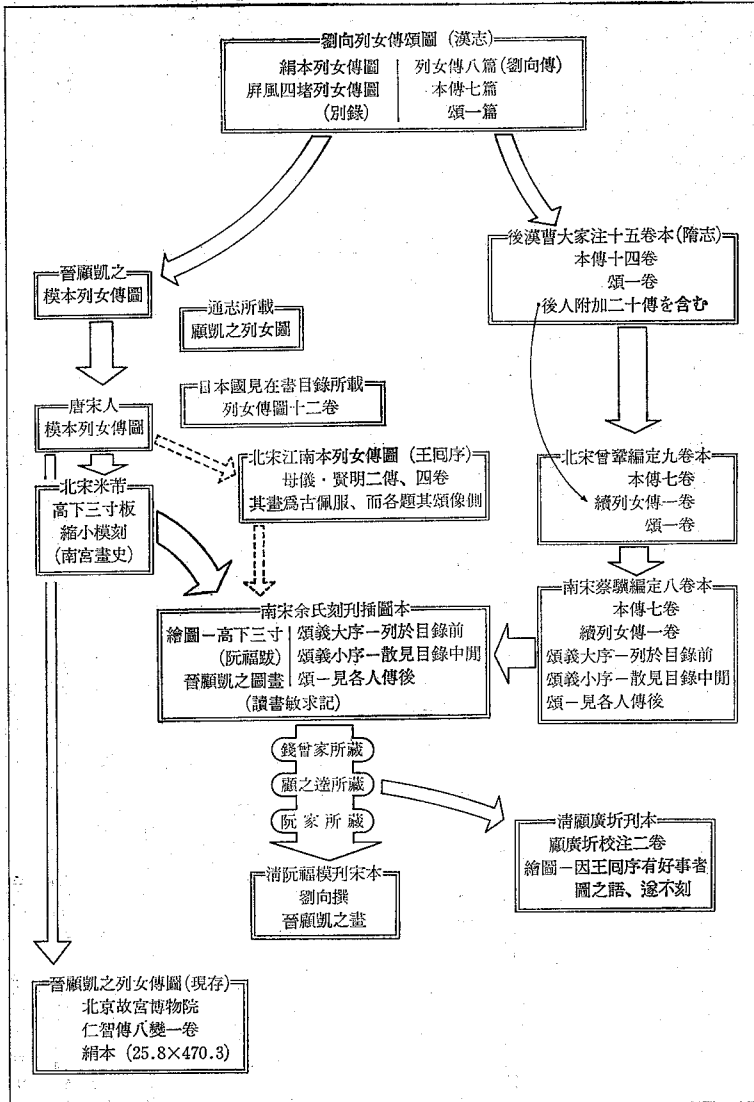 劉向列女傳頌圖(漢志)
絹本列女傳圖
屏風四堵列女傳圖
(別錄)
列女傳八篇(劉向傳)
本傳七篇
頌一篇
後漢曹大家注十五卷本(隋志)
本傳十四卷
頌一卷
後人附加二十傳を含む
晉顧凱之
模本列女傳圖
通志所載
顧凱之列女圖
日本國見在書目錄所載
列女傳圖十二卷
唐宋人
模本列女傳圖
北宋江南本列女傳圖(王囘序)
母儀・賢明二傳、四卷
其畫爲古佩服、而各題其頌像側
北宋曾鞏編定九卷本
本傳七卷
續列女傳一卷
頌一卷
北宋米芾
高下三寸板
縮小模刻
(南宮畫史)
南宋蔡驥編定八卷本
本傳七卷
續列女傳一卷
頌義大序－列於目錄前
頌義小序－散見目錄中閒
頌－見各人傳後
南宋余氏刻刊插圖本
繪圖－高下三寸
(阮福跋)
晉顧凱之圖畫
頌義大序－列於目錄前
頌義小序－散見目錄中閒
頌－見各人傳後
(讀書敏求記)
錢曾家所藏
顧之逵所藏
阮家所藏
清顧廣圻刊本
顧廣圻校注二卷
繪圖－因王囘序有好事者
圖之語、遂不刻
清阮福模刊宋本
劉向撰
晉顧凱之畫
晉顧凱之列女傳圖(現存)
北京故宮博物院
仁智傳八變一卷
絹本 (25.8×470.3)